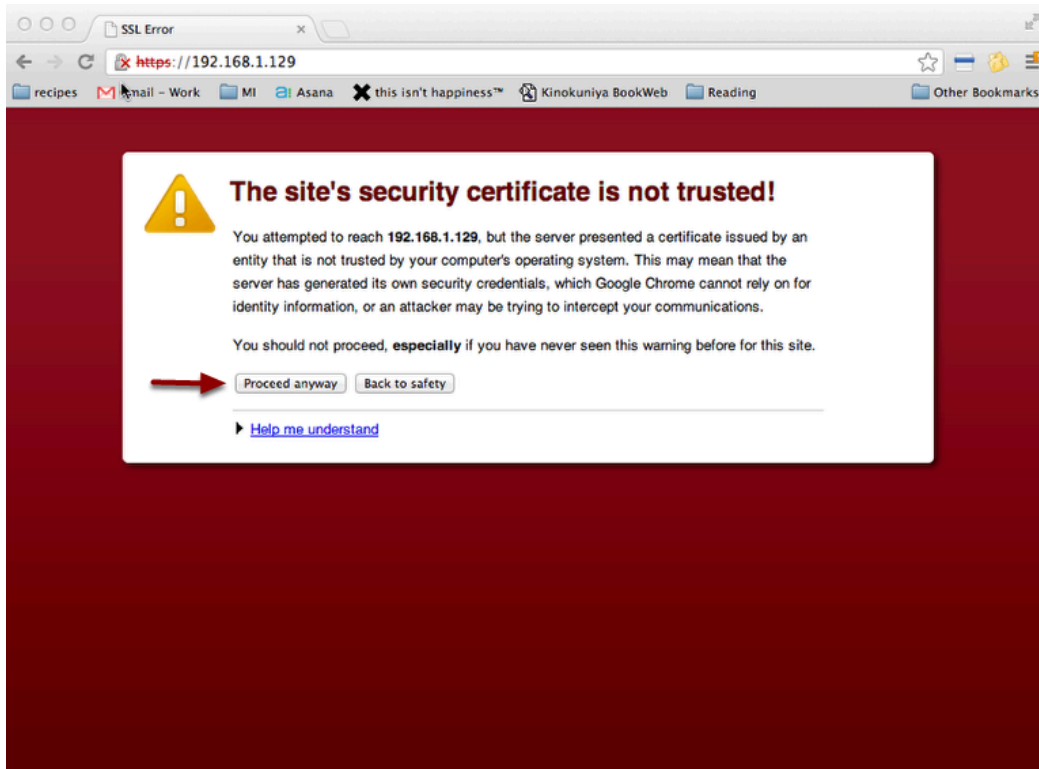 SSL Error
https://192.168.1.129
recipes
Gmail – Work
MI
Asana
this isn't happiness™
Kinokuniya BookWeb
Reading
Other Bookmarks
The site's security certificate is not trusted!
You attempted to reach 192.168.1.129, but the server presented a certificate issued by an
entity that is not trusted by your computer's operating system. This may mean that the
server has generated its own security credentials, which Google Chrome cannot rely on for
identity information, or an attacker may be trying to intercept your communications.
You should not proceed, especially if you have never seen this warning before for this site.
Proceed anyway
Back to safety
Help me understand